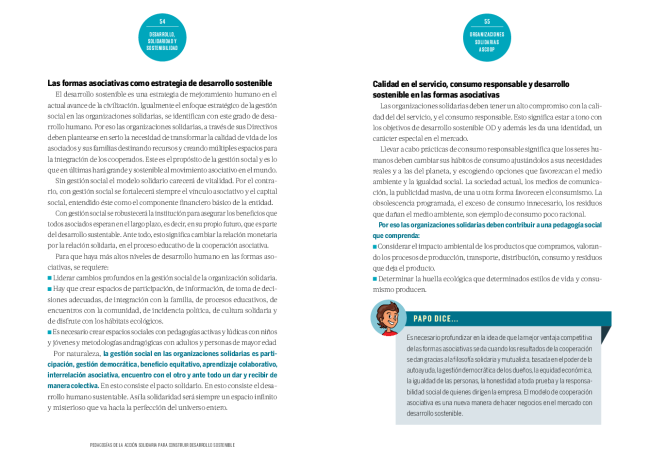 54
DESARROLLO,
SOLIDARIDAD Y
SOSTENIBILIDAD
Las formas asociativas como estrategia de desarrollo sostenible
El desarrollo sostenible es una estrategia de mejoramiento humano en el
actual avance de la civilización. Igualmente el enfoque estratégico de la gestión
social en las organizaciones solidarias, se identifican con este grado de desa-
rrollo humano. Por eso las organizaciones solidarias, a través de sus Directivos
deben plantearse en serio la necesidad de transformar la calidad de vida de los
asociados y sus familias destinando recursos y creando múltiples espacios para
la integración de los cooperados. Este es el propósito de la gestión social y es lo
que en últimas hará grande y sostenible al movimiento asociativo en el mundo.
Sin gestión social el modelo solidario carecerá de vitalidad. Por el contra-
rio, con gestión social se fortalecerá siempre el vínculo asociativo y el capital
social, entendido éste como el componente financiero básico de la entidad.
Con gestión social se robustecerá la institución para asegurar los beneficios que
todos asociados esperan en el largo plazo, es decir, en su propio futuro, que es parte
del desarrollo sustentable. Ante todo, esto significa cambiar la relación monetaria
por la relación solidaria, en el proceso educativo de la cooperación asociativa.
Para que haya más altos niveles de desarrollo humano en las formas aso-
ciativas, se requiere:
■ Liderar cambios profundos en la gestión social de la organización solidaria.
■ Hay que crear espacios de participación, de información, de toma de deci-
siones adecuadas, de integración con la familia, de procesos educativos, de
encuentros con la comunidad, de incidencia política, de cultura solidaria y
de disfrute con los hábitats ecológicos.
■ Es necesario crear espacios sociales con pedagogías activas y lúdicas con niños
y jóvenes y metodologías andragógicas con adultos y personas de mayor edad
Por naturaleza, la gestión social en las organizaciones solidarias es parti-
cipación, gestión democrática, beneficio equitativo, aprendizaje colaborativo,
interrelación asociativa, encuentro con el otro y ante todo un dar y recibir de
manera colectiva. En esto consiste el pacto solidario. En esto consiste el desa-
rrollo humano sustentable. Así la solidaridad será siempre un espacio infinito
y misterioso que va hacia la perfección del universo entero.
PEDAGOGÍAS DE LA ACCIÓN SOLIDARIA PARA CONSTRUIR DESARROLLO SOSTENIBLE
55
ORGANIZACIONES
SOLIDARIAS
ASCOOP
Calidad en el servicio, consumo responsable y desarrollo
sostenible en las formas asociativas
Las organizaciones solidarias deben tener un alto compromiso con la cali-
dad del del servicio, y el consumo responsable. Esto significa estar a tono con
los objetivos de desarrollo sostenible OD y además les da una identidad, un
carácter especial en el mercado.
Llevar a cabo prácticas de consumo responsable significa que los seres hu-
manos deben cambiar sus hábitos de consumo ajustándolos a sus necesidades
reales y a las del planeta, y escogiendo opciones que favorezcan el medio
ambiente y la igualdad social. La sociedad actual, los medios de comunica-
ción, la publicidad masiva, de una u otra forma favorecen el consumismo. La
obsolescencia programada, el exceso de consumo innecesario, los residuos
que dañan el medio ambiente, son ejemplo de consumo poco racional.
Por eso las organizaciones solidarias deben contribuir a una pedagogía social
que comprenda:
■ Considerar el impacto ambiental de los productos que compramos, valoran-
do los procesos de producción, transporte, distribución, consumo y residuos
que deja el producto.
■ Determinar la huella ecológica que determinados estilos de vida y consu-
mismo producen.
PAPO DICE...
Es necesario profundizar en la idea de que la mejor ventaja competitiva
de las formas asociativas se da cuando los resultados de la cooperación
se dan gracias a la filosofía solidaria y mutualista, basada en el poder de la
autoayuda, la gestión democrática de los dueños, la equidad económica,
la igualdad de las personas, la honestidad a toda prueba y la responsa-
bilidad social de quienes dirigen la empresa. El modelo de cooperación
asociativa es una nueva manera de hacer negocios en el mercado con
desarrollo sostenible.